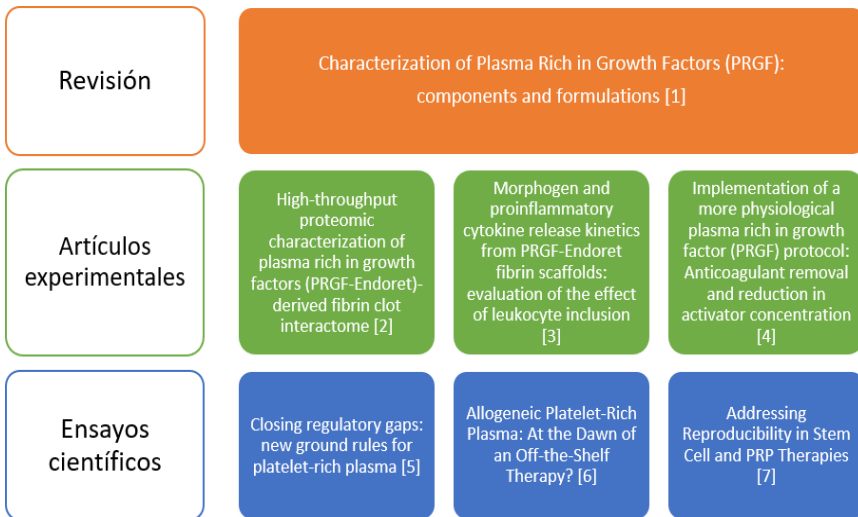 Revisión
Characterization of Plasma Rich in Growth Factors (PRGF):
components and formulations [1]
Artículos
experimentales
High-throughput
proteomic
characterization of
plasma rich in growth
factors (PRGF-Endoret)-
derived fibrin clot
interactome [2]
Morphogen and
proinflammatory
cytokine release kinetics
from PRGF-Endoret
fibrin scaffolds:
evaluation of the effect
of leukocyte inclusion
[3]
Implementation of a
more physiological
plasma rich in growth
factor (PRGF) protocol:
Anticoagulant removal
and reduction in
activator concentration
[4]
Ensayos
científicos
Closing regulatory gaps:
new ground rules for
platelet-rich plasma [5]
Allogeneic Platelet-Rich
Plasma: At the Dawn of
an Off-the-Shelf
Therapy? [6]
Addressing
Reproducibility in Stem
Cell and PRP Therapies
[7]